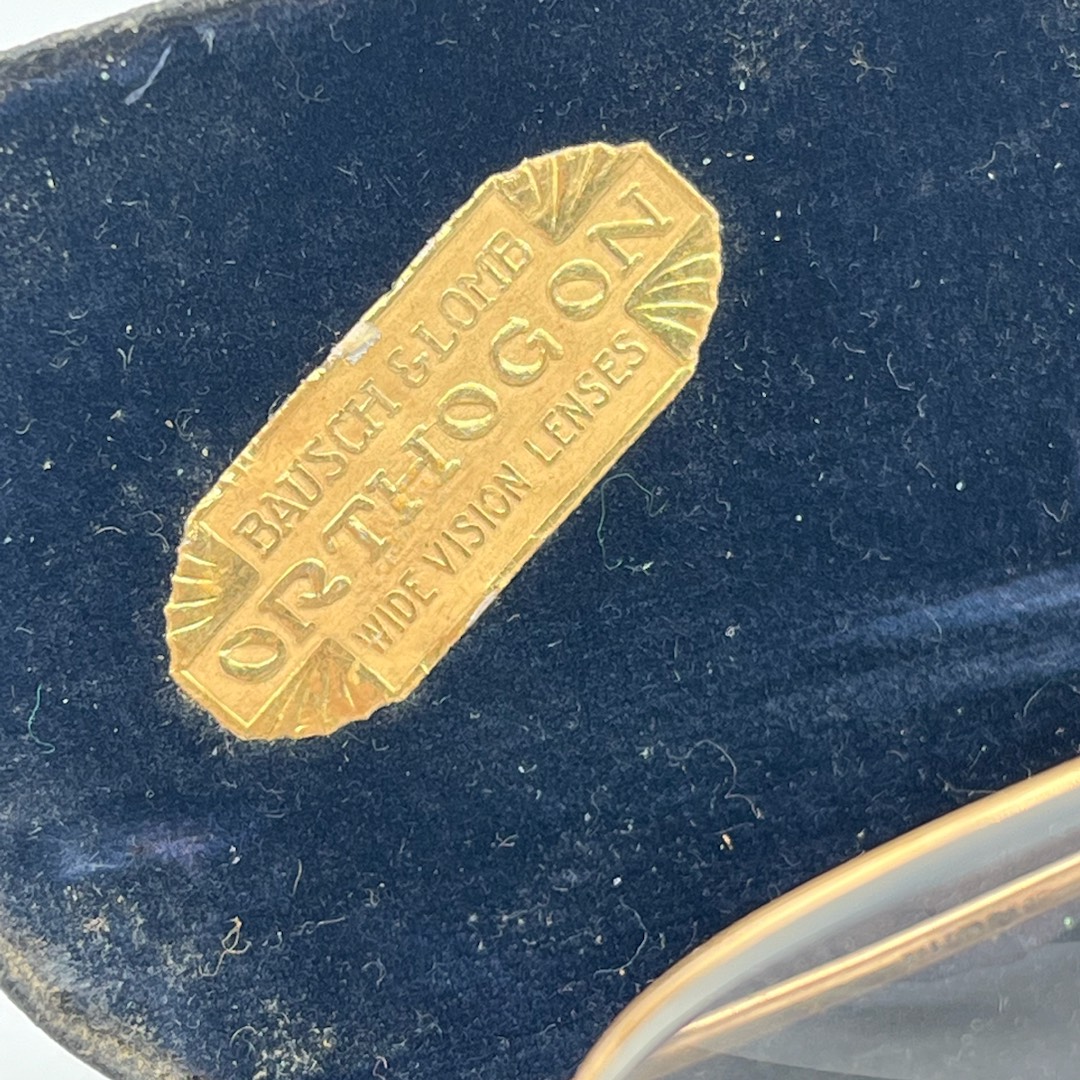 BAUSCH & LOMB
ORTHOGON
WIDE VISION LENSES